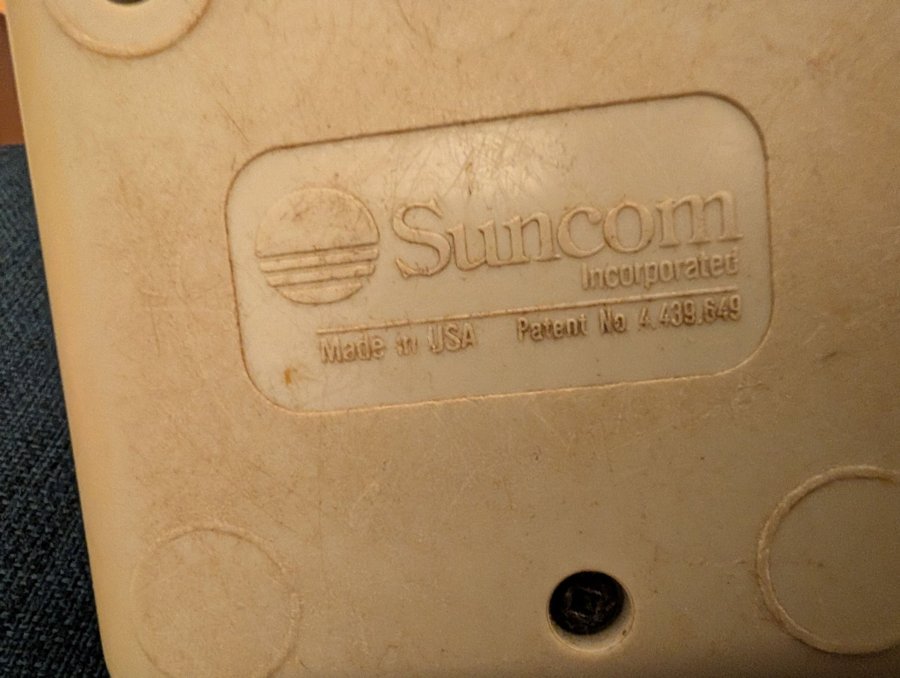 Suncom
Incorporated
Made in USA Patent No 4,439,649